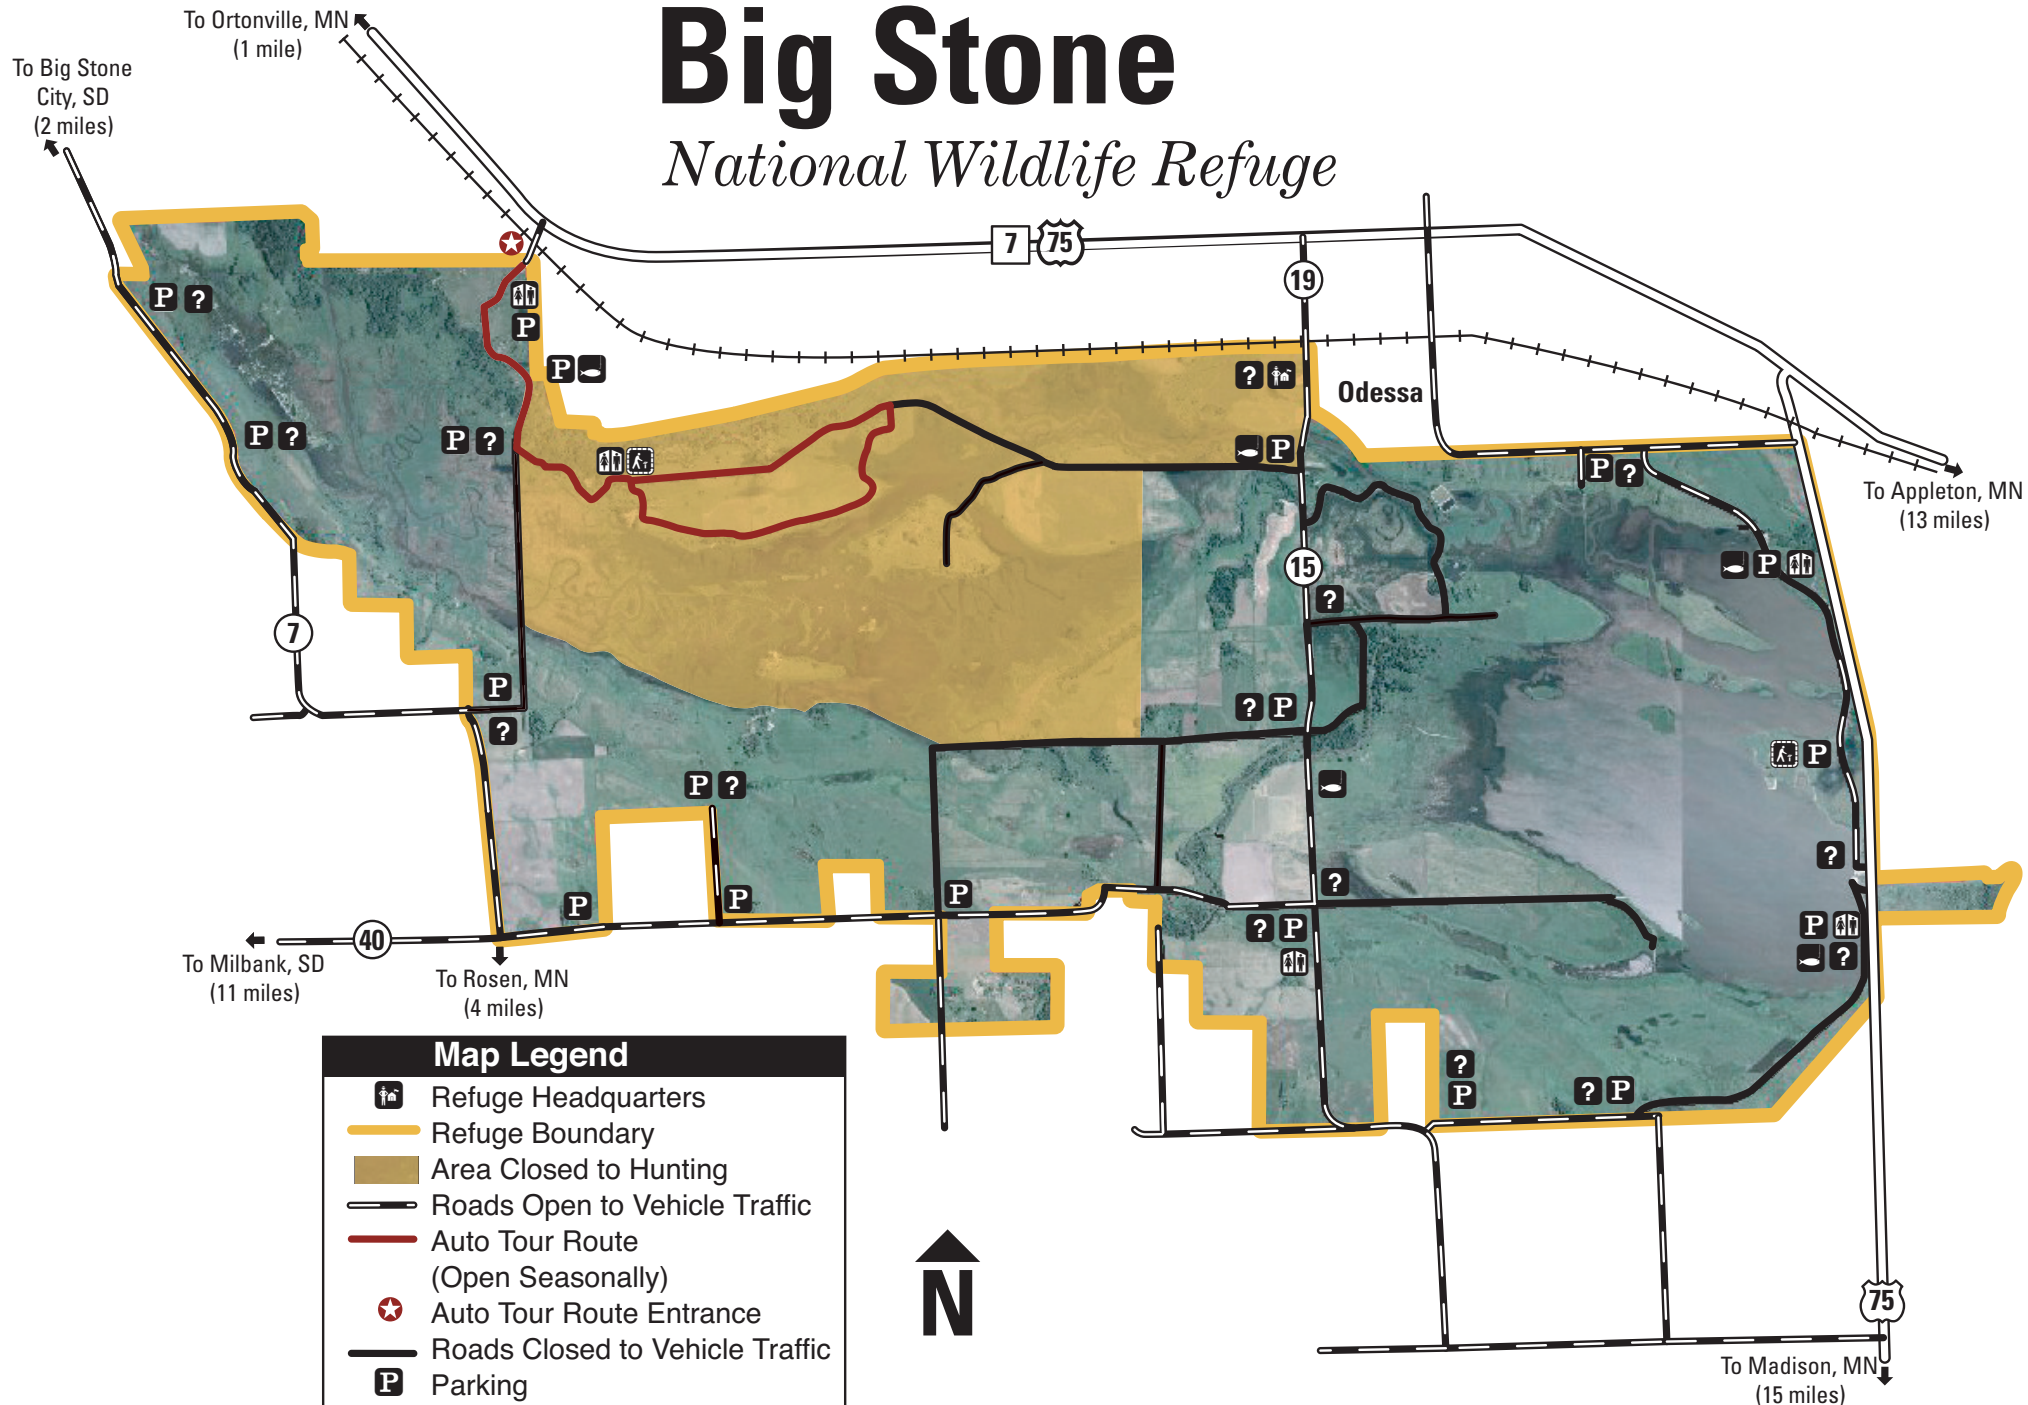 Big Stone
National Wildlife Refuge
To Ortonville, MN
(1 mile)
To Big Stone
City, SD
(2 miles)
7 75
19
P ?
P
P
Odessa
?
P ?
P ?
P
P ?
To Appleton, MN
(13 miles)
P
15
?
7
P
?
? P
P
P ?
?
?
P
P
P
P
? P
?
40
To Milbank, SD
(11 miles)
To Rosen, MN
(4 miles)
?
P
? P
Map Legend
Refuge Headquarters
Refuge Boundary
Area Closed to Hunting
Roads Open to Vehicle Traffic
Auto Tour Route
(Open Seasonally)
Auto Tour Route Entrance
Roads Closed to Vehicle Traffic
P Parking
N
75
To Madison, MN
(15 miles)